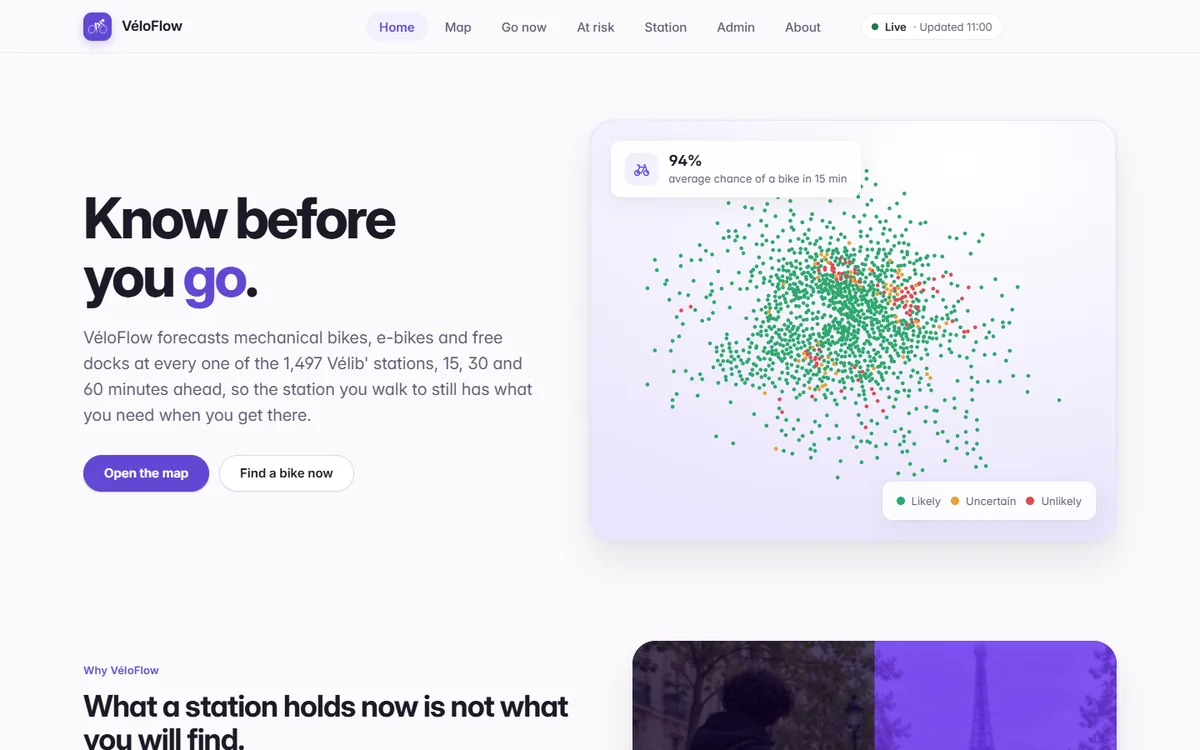 VéloFlow
Home
Map
Go now
At risk
Station
Admin
About
Live · Updated 11:00
94%
average chance of a bike in 15 min
Know before
you go.
VéloFlow forecasts mechanical bikes, e-bikes and free
docks at every one of the 1,497 Vélib' stations, 15, 30 and
60 minutes ahead, so the station you walk to still has what
you need when you get there.
Open the map
Find a bike now
Likely
Uncertain
Unlikely
Why VéloFlow
What a station holds now is not what
you will find.